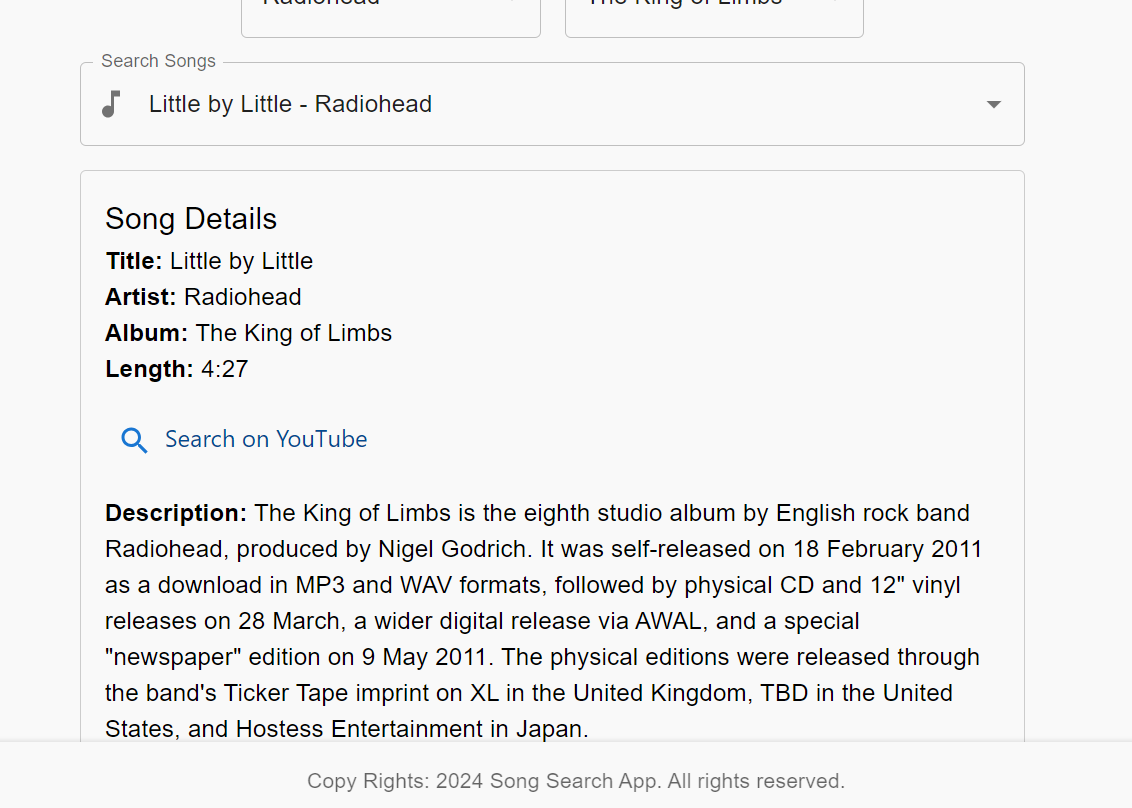 Radiohead
The King of Limbs
Search Songs
Little by Little - Radiohead
Song Details
Title: Little by Little
Artist: Radiohead
Album: The King of Limbs
Length: 4:27
Search on YouTube
Description: The King of Limbs is the eighth studio album by English rock band
Radiohead, produced by Nigel Godrich. It was self-released on 18 February 2011
as a download in MP3 and WAV formats, followed by physical CD and 12" vinyl
releases on 28 March, a wider digital release via AWAL, and a special
"newspaper" edition on 9 May 2011. The physical editions were released through
the band's Ticker Tape imprint on XL in the United Kingdom, TBD in the United
States, and Hostess Entertainment in Japan.
Copy Rights: 2024 Song Search App. All rights reserved.